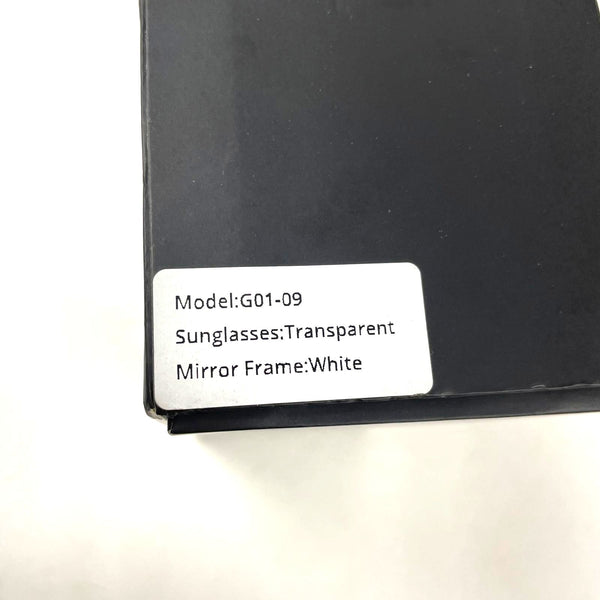 Model:G01-09
Sunglasses:Transparent
Mirror Frame:White